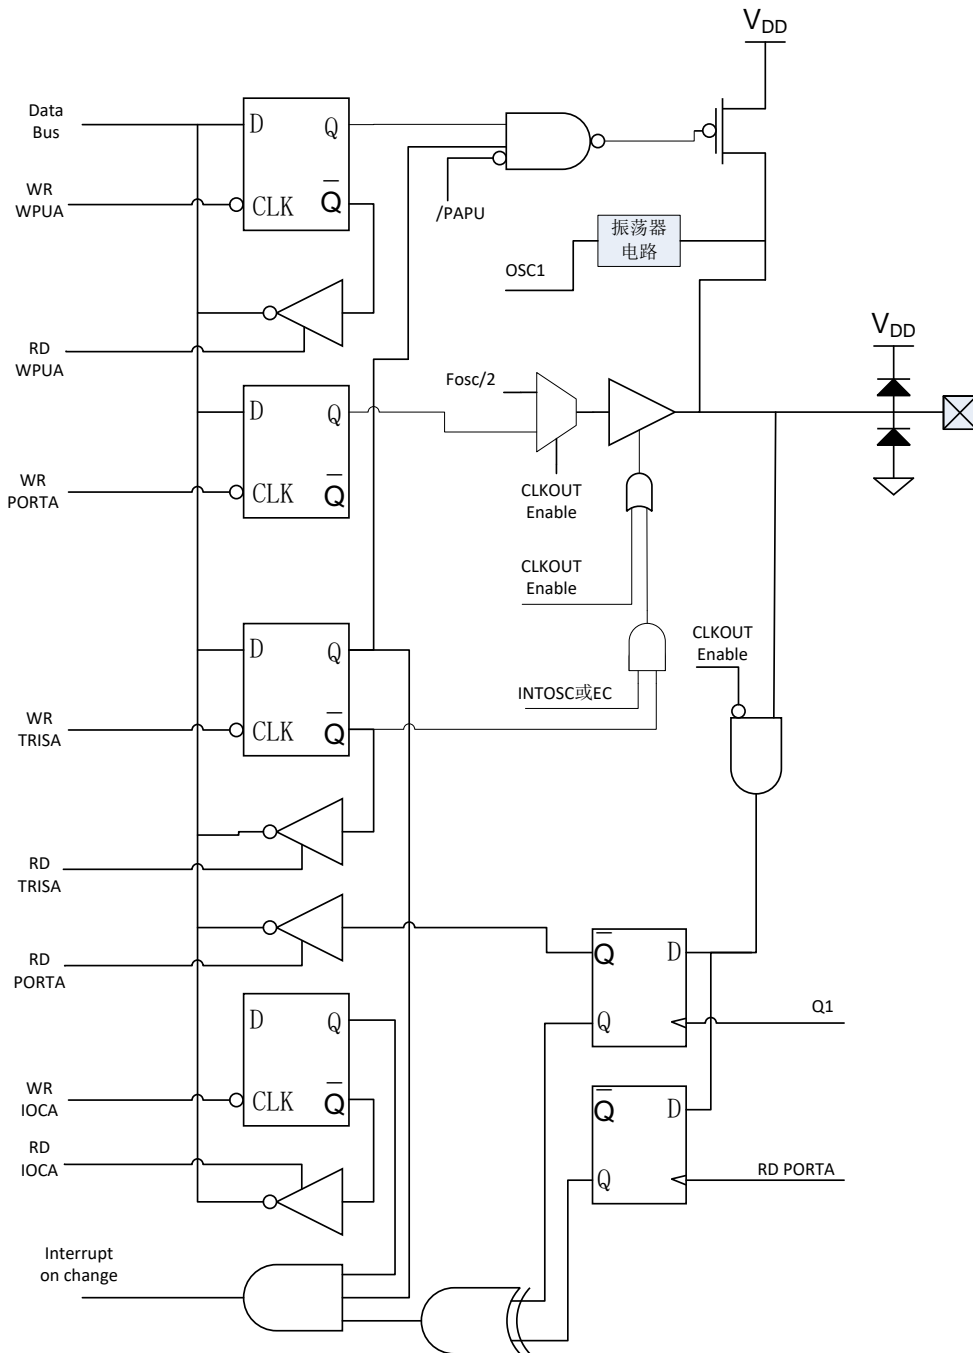 VDD
Data
Bus
D
Q
WR
WPUA
CLK
Q
/PAPU
振荡器
电路
OSC1
RD
WPUA
VDD
Fosc/2
D
Q
WR
PORTA
CLK
Q
CLKOUT
Enable
CLKOUT
Enable
D
Q
CLKOUT
Enable
INTOSC或EC
WR
TRISA
CLK
Q
RD
TRISA
RD
PORTA
Q
D
D
Q
Q1
Q
WR
IOCA
CLK
Q
Q
D
RD
IOCA
Q
RD PORTA
Interrupt
on change